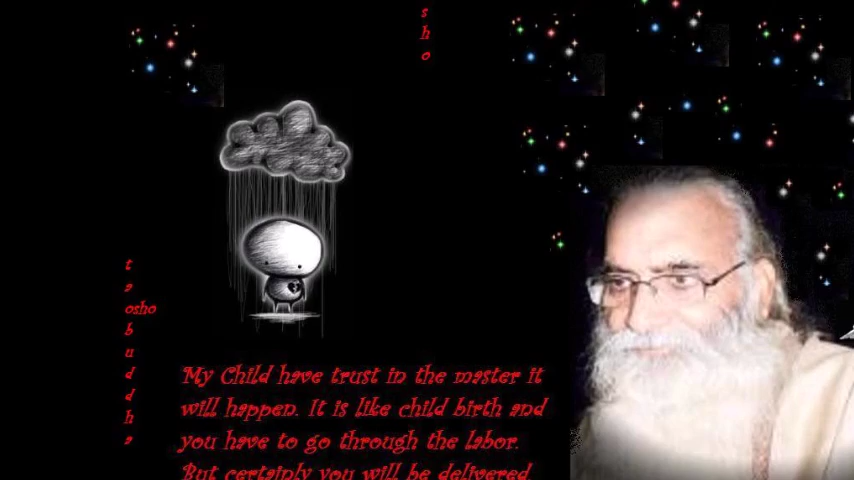 s
h
o
t
a
osho
b
u
d
d
h
a
My Child have trust in the master it
will happen. It is like child birth and
you have to go through the labor.
But certainly you will be delivered